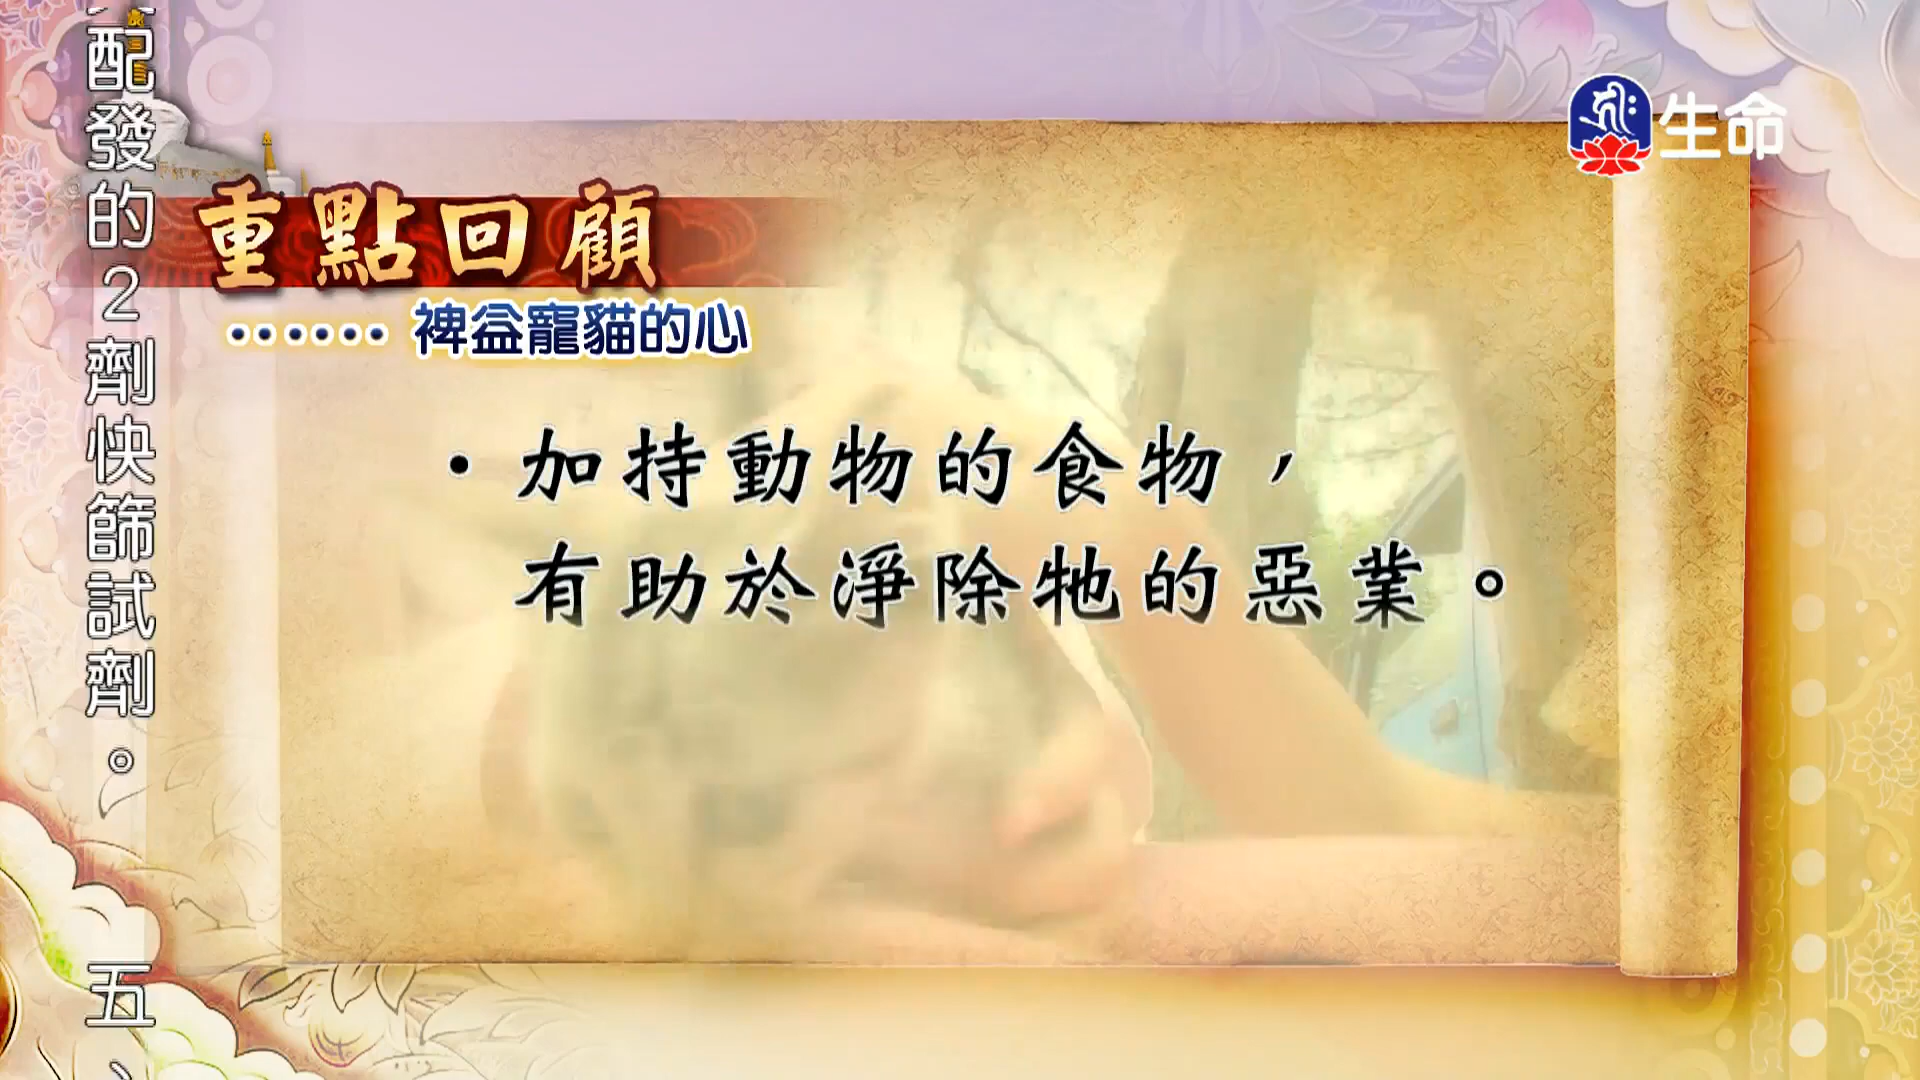 生命
重點回顧
……裨益寵貓的心
・加持動物的食物，
有助於淨除牠的惡業。
配發的2劑快篩試劑。 五、